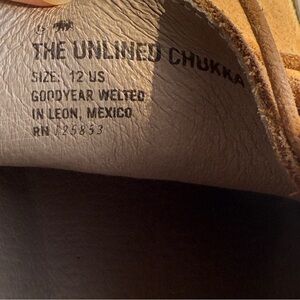 THE UNLINED CHUKKA
SIZE: 12 US
GOODYEAR WELTED
IN LEON, MEXICO
RN 125853